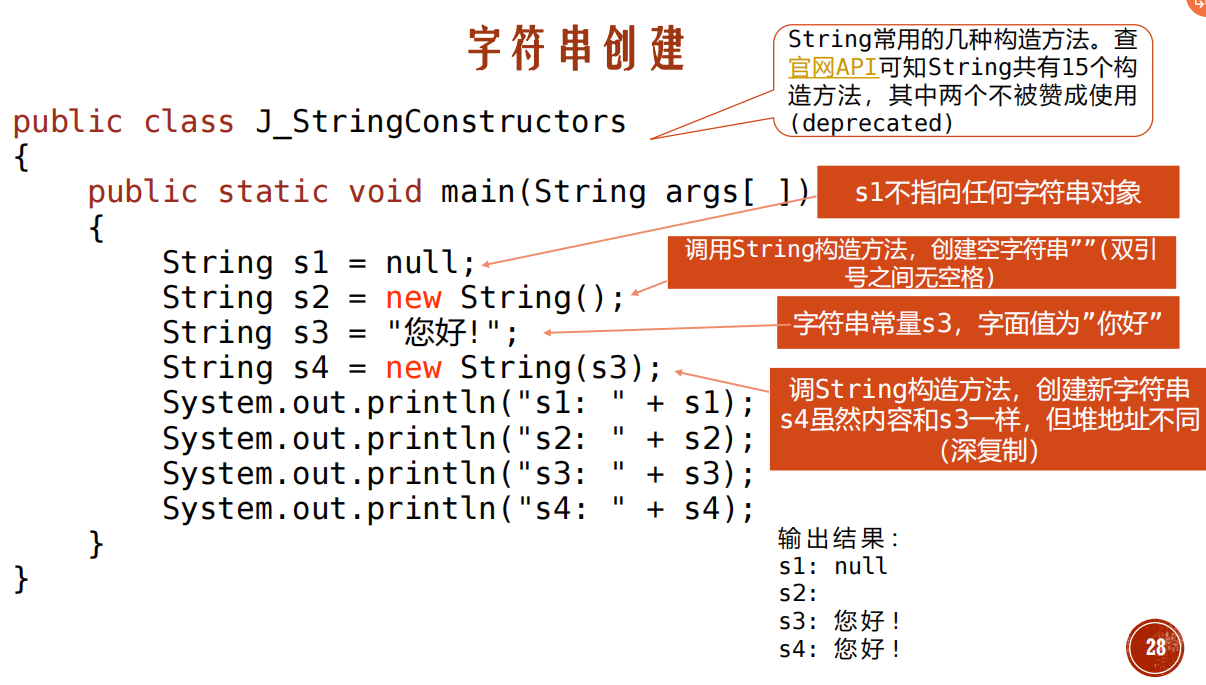 字符串创建
String常用的几种构造方法。查
官网API可知String共有15个构
造方法，其中两个不被赞成使用
(deprecated)
public class J_StringConstructors
{
public static void main(String args[ ])
{
String s1 = null;
String s2 = new String();
String s3 = "您好!";
String s4 = new String(s3);
System.out.println("s1: " + s1);
System.out.println("s2: " + s2);
System.out.println("s3: " + s3);
System.out.println("s4: " + s4);
}
}
s1不指向任何字符串对象
调用String构造方法，创建空字符串””(双引
号之间无空格)
字符串常量s3，字面值为”你好”
调String构造方法，创建新字符串
s4虽然内容和s3一样，但堆地址不同
(深复制)
输出结果:
s1: null
s2:
s3: 您好!
s4: 您好!
28